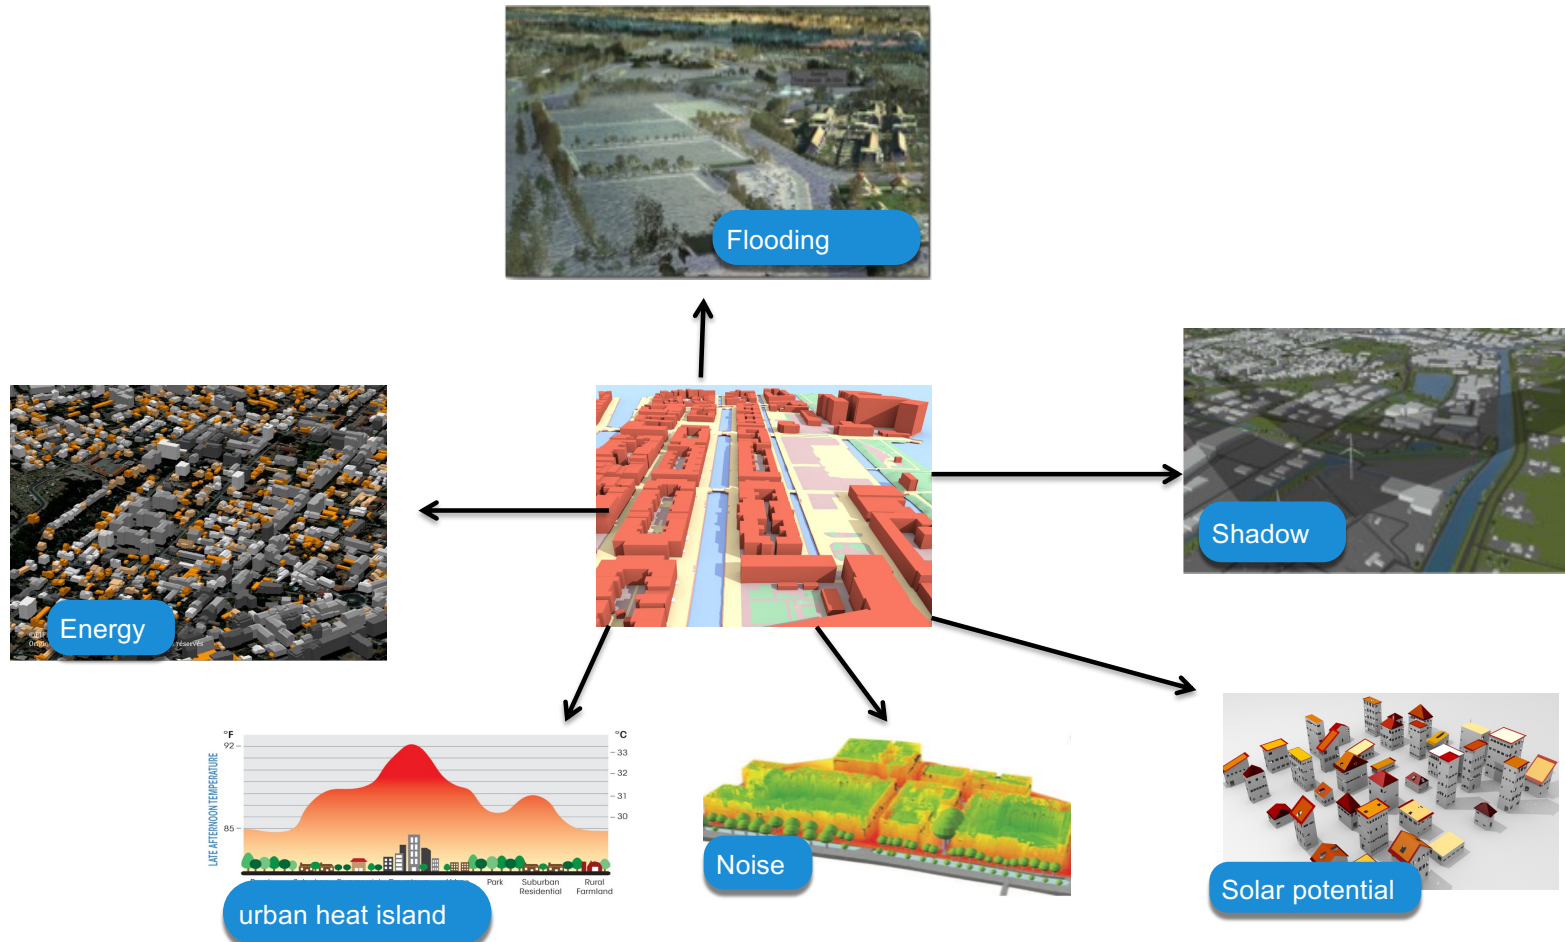 Flooding
Shadow
Energy
réservés
°F
°C
92
33
32
31
30
85
LATE AFTERNOON TEMPERATURE
Park
Suburban
Residential
Rural
Farmland
urban heat island
Noise
Solar potential